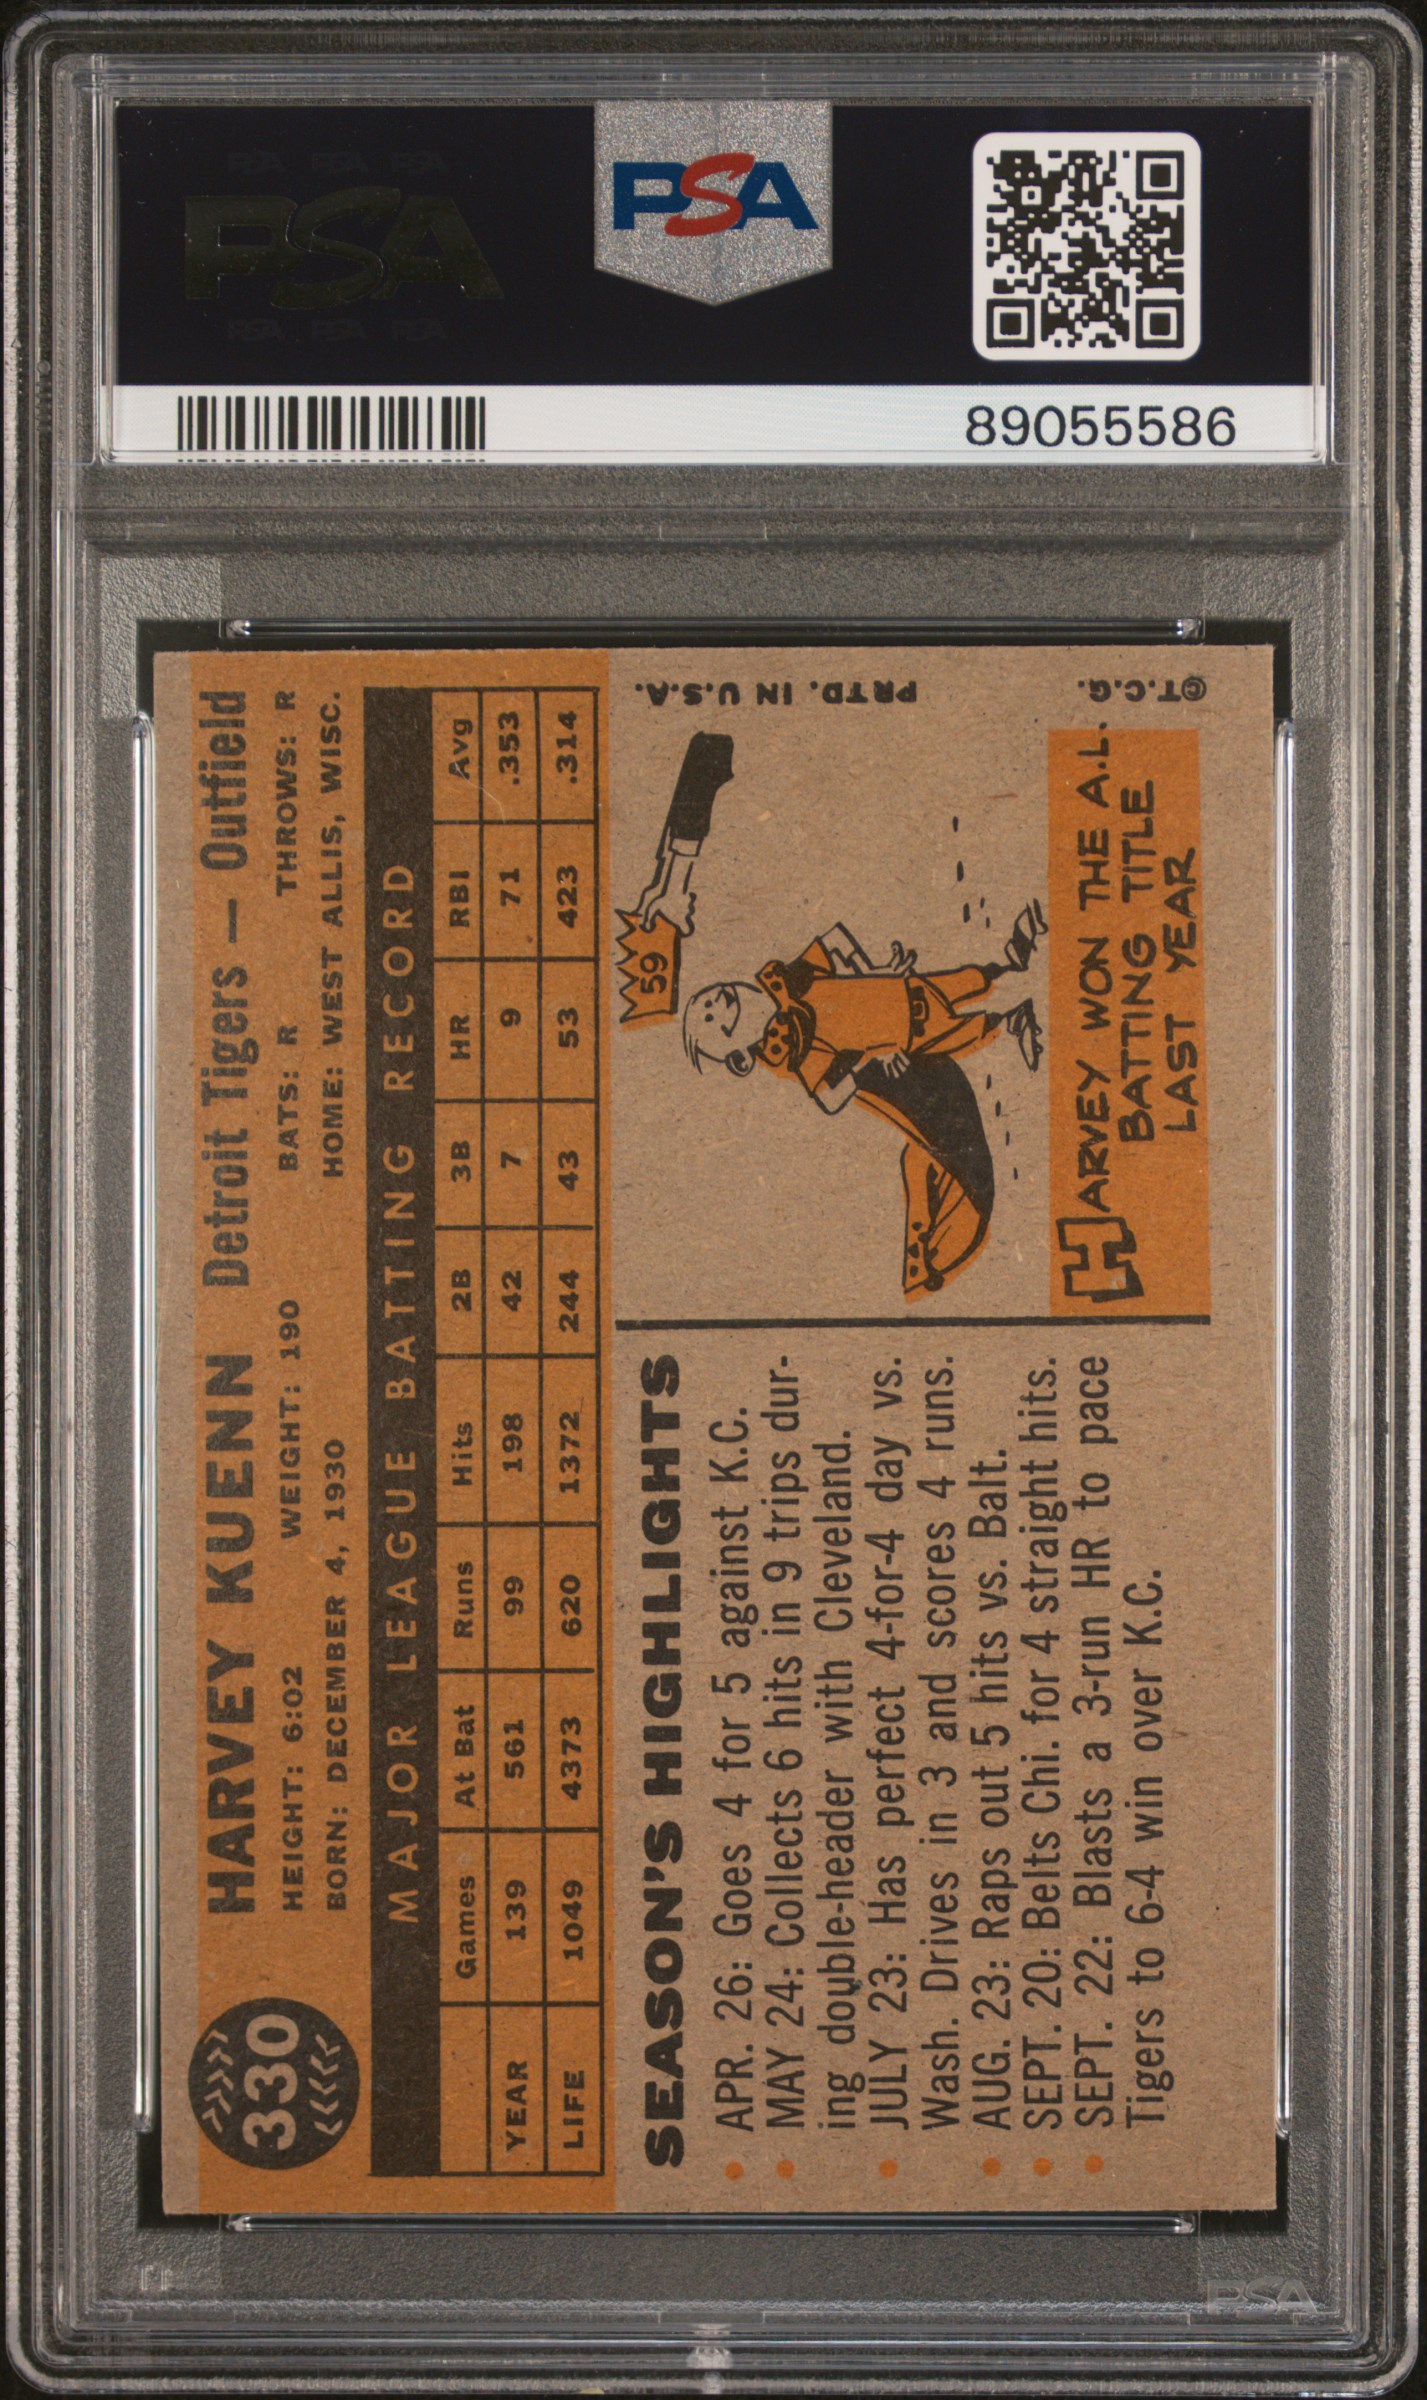 PSA
PSA
89055586
330
HARVEY KUENN Detroit Tigers — Outfield
HEIGHT: 6:02 WEIGHT: 190 BATS: R THROWS: R
BORN: DECEMBER 4, 1930 HOME: WEST ALLIS, WISC.
MAJOR LEAGUE BATTING RECORD
Games At Bat Runs Hits 2B 3B HR RBI Avg
YEAR 139 561 99 198 42 7 9 71 .353
LIFE 1049 4373 620 1372 244 43 53 423 .314
SEASON'S HIGHLIGHTS
• APR. 26: Goes 4 for 5 against K.C.
• MAY 24: Collects 6 hits in 9 trips dur-
ing double-header with Cleveland.
• JULY 23: Has perfect 4-for-4 day vs.
Wash. Drives in 3 and scores 4 runs.
• AUG. 23: Raps out 5 hits vs. Balt.
• SEPT. 20: Belts Chi. for 4 straight hits.
• SEPT. 22: Blasts a 3-run HR to pace
Tigers to 6-4 win over K.C.
59
HARVEY WON THE A.L.
BATTING TITLE
LAST YEAR
©T.C.G. PRTD. IN U.S.A.
PSA